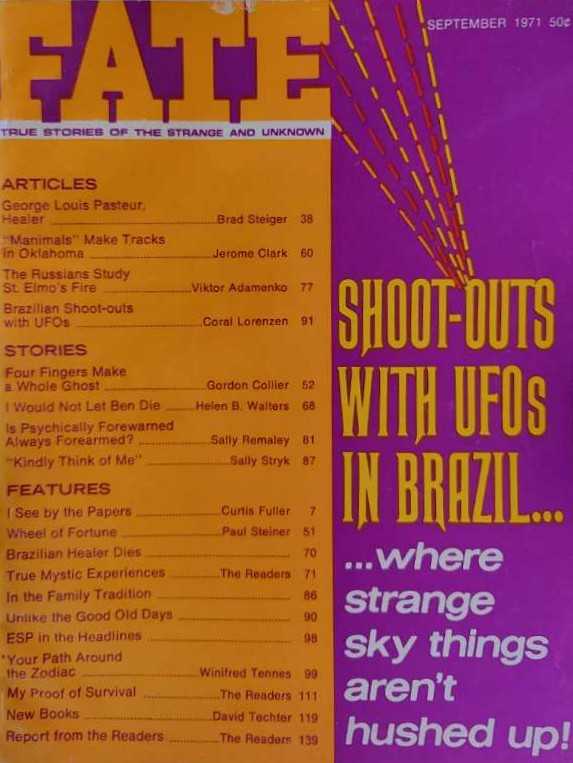 SEPTEMBER 1971 50¢
FATE
TRUE STORIES OF THE STRANGE AND UNKNOWN
ARTICLES
George Louis Pasteur,
Healer Brad Steiger 38
"Manimals" Make Tracks
in Oklahoma Jerome Clark 60
The Russians Study
St. Elmo's Fire Viktor Adamenko 77
Brazilian Shoot-outs
with UFOs Coral Lorenzen 91
STORIES
Four Fingers Make
a Whole Ghost Gordon Collier 52
I Would Not Let Ben Die Helen B. Walters 68
Is Psychically Forewarned
Always Forearmed? Sally Remaley 81
"Kindly Think of Me" Sally Stryk 87
FEATURES
I See by the Papers Curtis Fuller 7
Wheel of Fortune Paul Steiner 51
Brazilian Healer Dies 70
True Mystic Experiences The Readers 71
In the Family Tradition 86
Unlike the Good Old Days 90
ESP in the Headlines 98
Your Path Around
the Zodiac Winifred Tennes 99
My Proof of Survival The Readers 111
New Books David Techter 119
Report from the Readers The Readers 139
SHOOT-OUTS
WITH UFOs
IN BRAZIL...
...where
strange
sky things
aren't
hushed up!